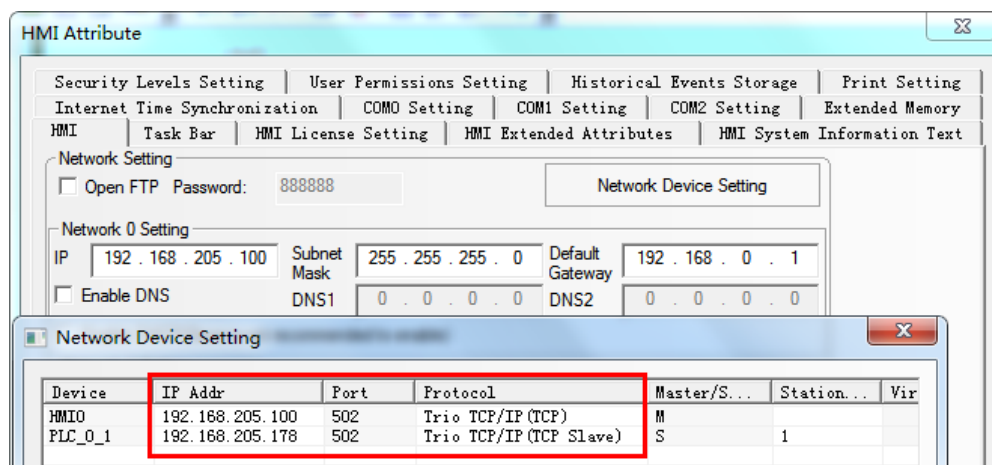 HMI Attribute
Security Levels Setting User Permissions Setting Historical Events Storage Print Setting
Internet Time Synchronization COM0 Setting COM1 Setting COM2 Setting Extended Memory
HMI Task Bar HMI License Setting HMI Extended Attributes HMI System Information Text
Network Setting
Open FTP Password: 888888 Network Device Setting
Network 0 Setting
IP 192 . 168 . 205 . 100 Subnet Mask 255 . 255 . 255 . 0 Default Gateway 192 . 168 . 0 . 1
Enable DNS DNS1 0 . 0 . 0 . 0 DNS2 0 . 0 . 0 . 0
Network Device Setting
Device IP Addr Port Protocol Master/S... Station... Vir
HMI0 192.168.205.100 502 Trio TCP/IP(TCP) M
PLC_0_1 192.168.205.178 502 Trio TCP/IP(TCP Slave) S 1